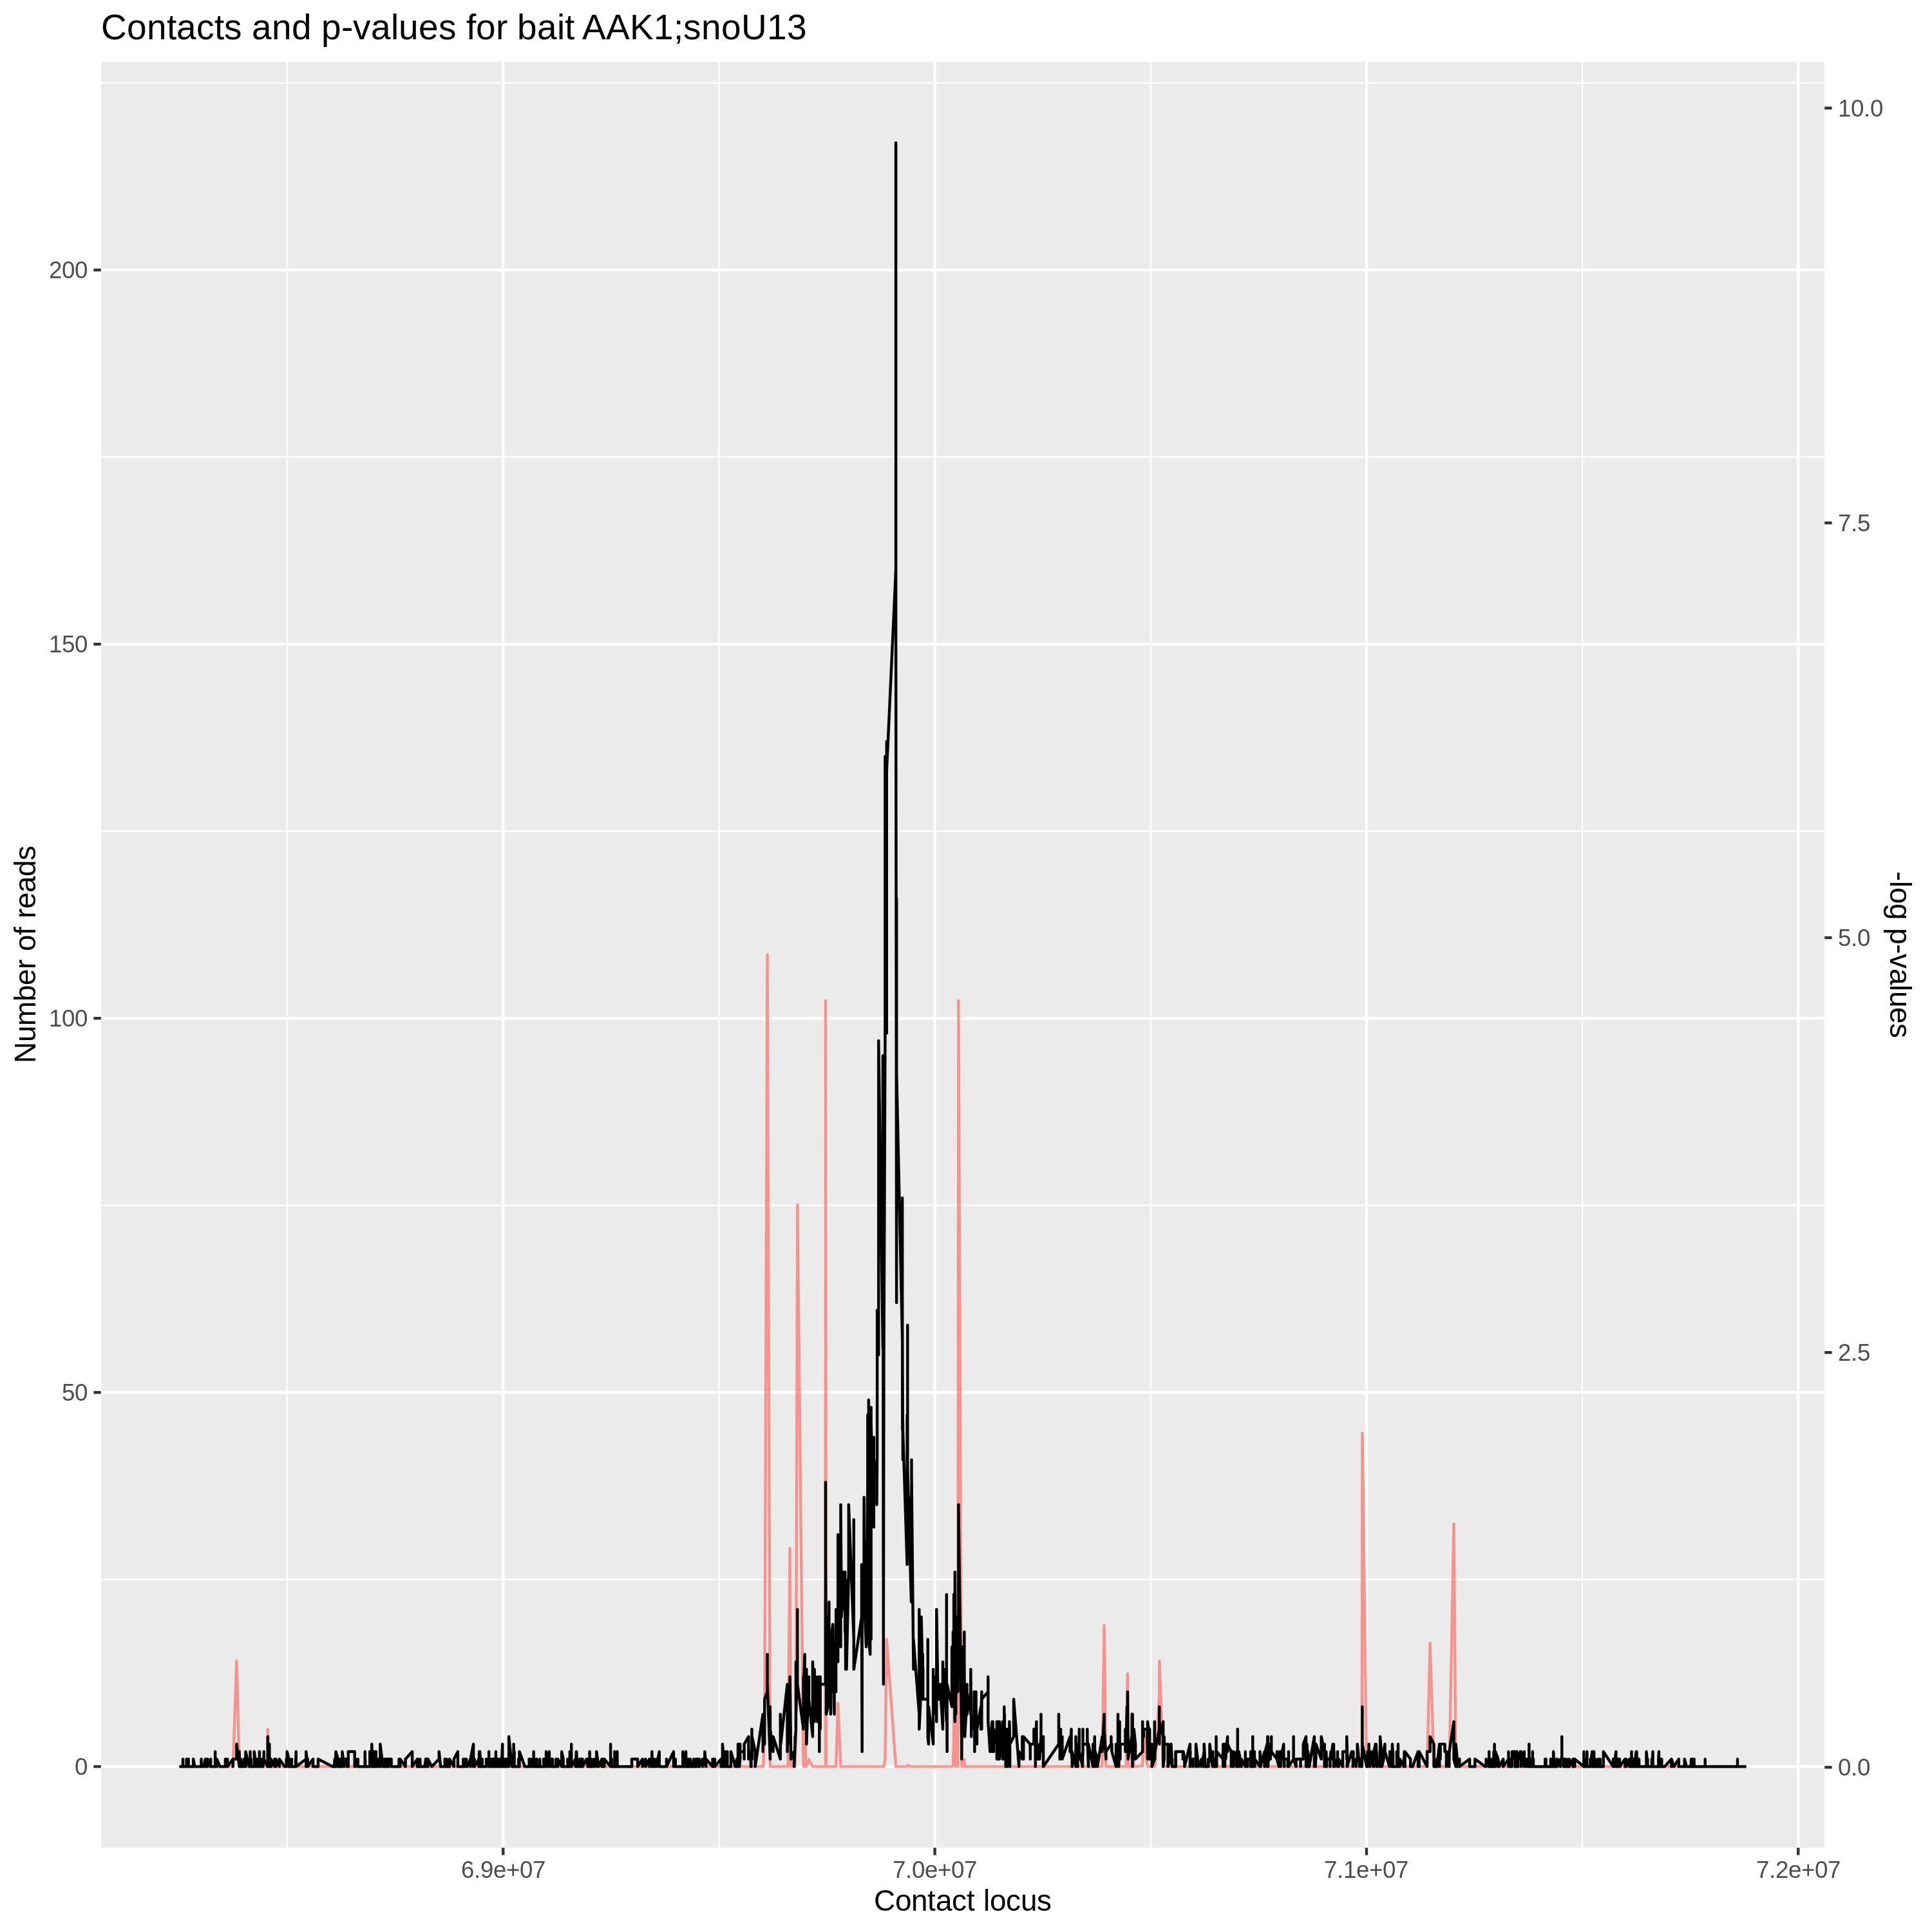 Contacts and p-values for bait AAK1;snoU13
10.0
200
7.5
150
Number of reads
-log p-values
5.0
100
2.5
50
0
0.0
6.9e+07 7.0e+07 7.1e+07 7.2e+07
Contact locus